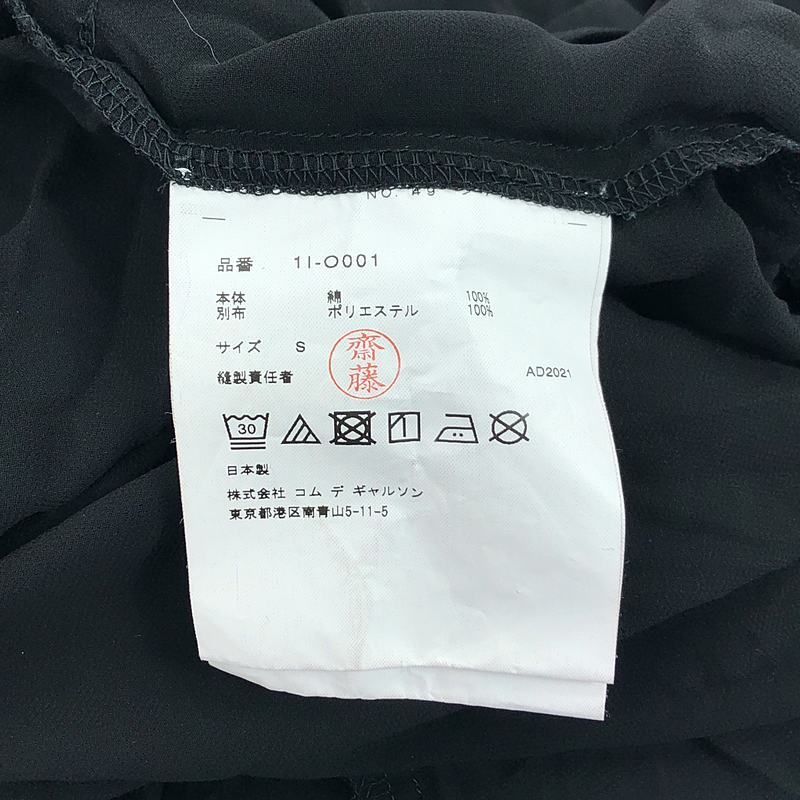 NO. 49
品番 1I-O001
本体 綿 100%
別布 ポリエステル 100%
サイズ S
齋藤
縫製責任者 AD2021
30
日本製
株式会社 コム デ ギャルソン
東京都港区南青山5-11-5